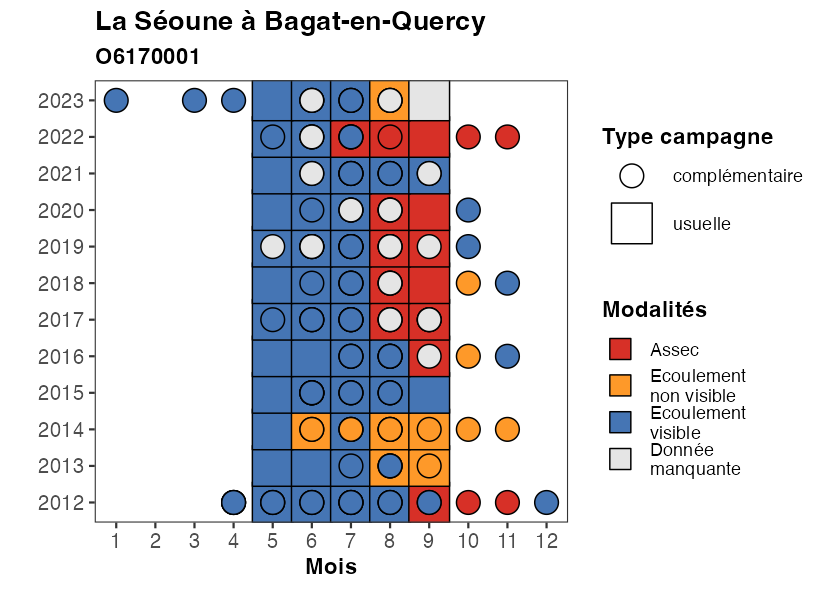 La Séoune à Bagat-en-Quercy
O6170001
2023
2022
2021
2020
2019
2018
2017
2016
2015
2014
2013
2012
1 2 3 4 5 6 7 8 9 10 11 12
Mois
Type campagne
complémentaire
usuelle
Modalités
Assec
Ecoulement
non visible
Ecoulement
visible
Donnée
manquante